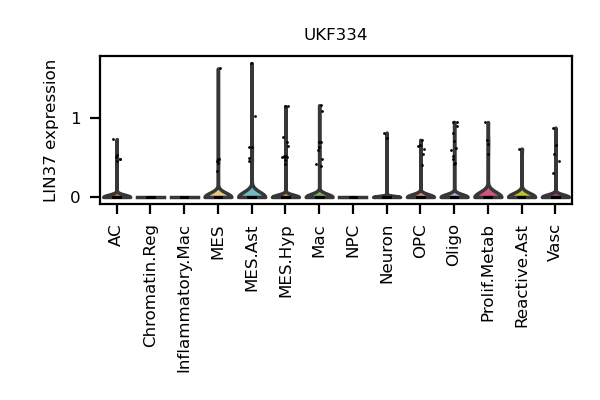 UKF334
LIN37 expression
1
0
AC
Chromatin.Reg
Inflammatory.Mac
MES
MES.Ast
MES.Hyp
Mac
NPC
Neuron
OPC
Oligo
Prolif.Metab
Reactive.Ast
Vasc